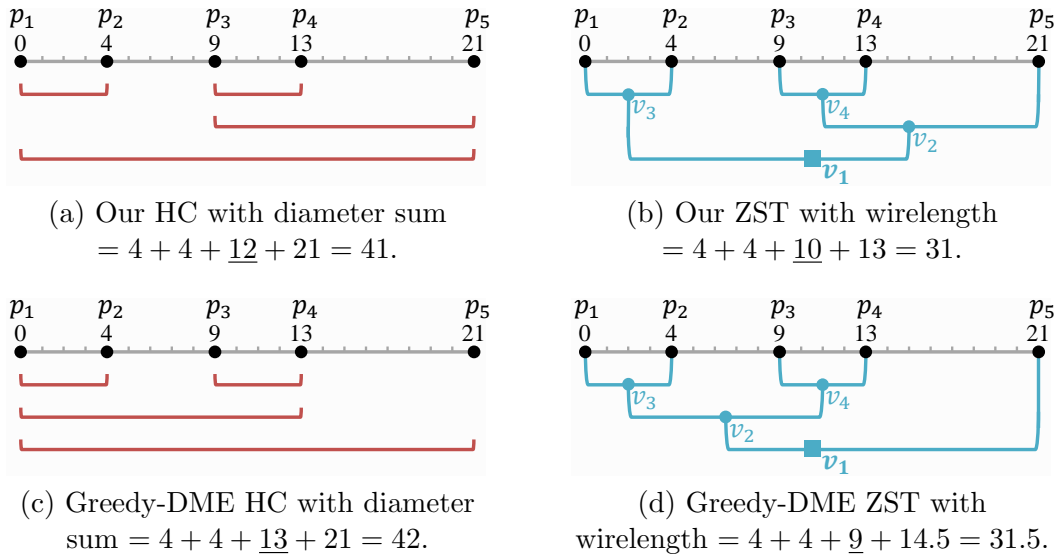 p₁ p₂ p₃ p₄ p₅
0 4 9 13 21
(a) Our HC with diameter sum
= 4 + 4 + 12 + 21 = 41.
p₁ p₂ p₃ p₄ p₅
0 4 9 13 21
v₃ v₄
v₂
v₁
(b) Our ZST with wirelength
= 4 + 4 + 10 + 13 = 31.
p₁ p₂ p₃ p₄ p₅
0 4 9 13 21
(c) Greedy-DME HC with diameter
sum = 4 + 4 + 13 + 21 = 42.
p₁ p₂ p₃ p₄ p₅
0 4 9 13 21
v₃ v₄
v₂
v₁
(d) Greedy-DME ZST with
wirelength = 4 + 4 + 9 + 14.5 = 31.5.